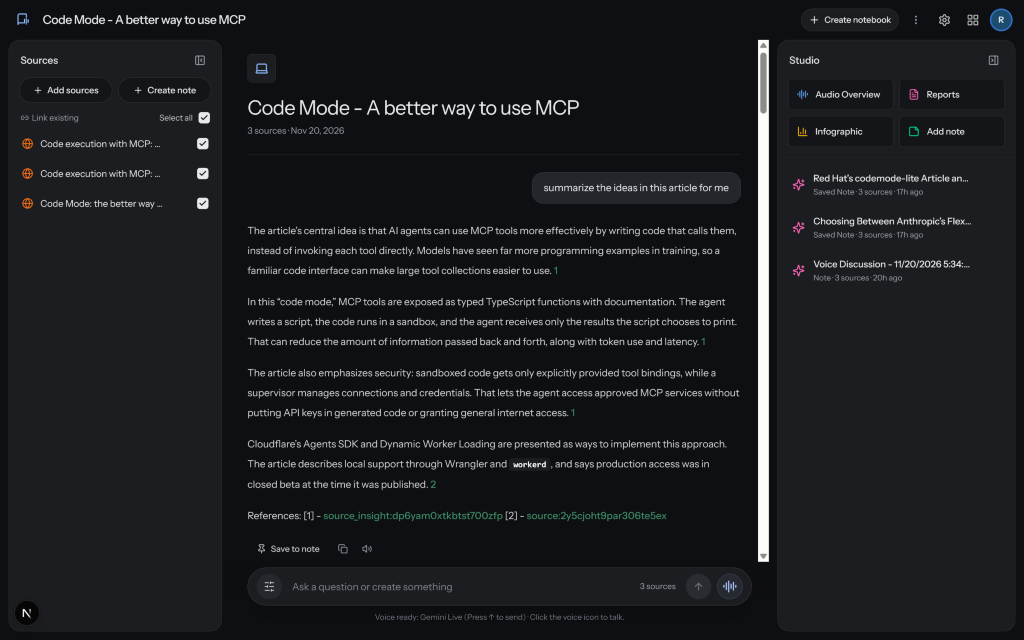 Code Mode - A better way to use MCP
+ Create notebook
R
Sources
+ Add sources
+ Create note
Link existing
Select all
Code execution with MCP: ...
Code execution with MCP: ...
Code Mode: the better way ...
N
Code Mode - A better way to use MCP
3 sources · Nov 20, 2026
summarize the ideas in this article for me
The article's central idea is that AI agents can use MCP tools more effectively by writing code that calls them,
instead of invoking each tool directly. Models have seen far more programming examples in training, so a
familiar code interface can make large tool collections easier to use. 1
In this “code mode,” MCP tools are exposed as typed TypeScript functions with documentation. The agent
writes a script, the code runs in a sandbox, and the agent receives only the results the script chooses to print.
That can reduce the amount of information passed back and forth, along with token use and latency. 1
The article also emphasizes security: sandboxed code gets only explicitly provided tool bindings, while a
supervisor manages connections and credentials. That lets the agent access approved MCP services without
putting API keys in generated code or granting general internet access. 1
Cloudflare's Agents SDK and Dynamic Worker Loading are presented as ways to implement this approach.
The article describes local support through Wrangler and workerd, and says production access was in
closed beta at the time it was published. 2
References: [1] - source_insight:dp6yam0xtkbtst700zfp [2] - source:2y5cjoht9par306te5ex
Save to note
Ask a question or create something
3 sources
Voice ready: Gemini Live (Press ↑ to send) · Click the voice icon to talk.
Studio
Audio Overview
Reports
Infographic
Add note
Red Hat's codemode-lite Article an...
Saved Note · 3 sources · 17h ago
Choosing Between Anthropic's Flex...
Saved Note · 3 sources · 17h ago
Voice Discussion - 11/20/2026 5:34:...
Note · 3 sources · 20h ago